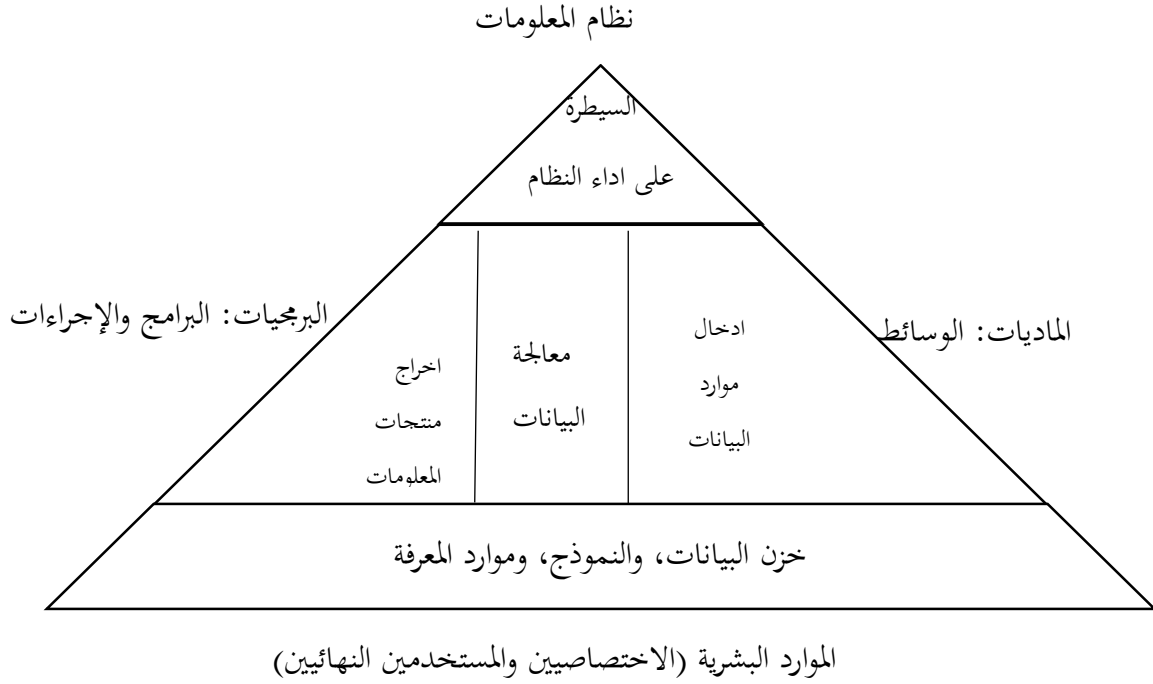 نظام المعلومات
السيطرة
على اداء النظام
الماديات: الوسائط
البرمجيات: البرامج والإجراءات
ادخال
موارد
البيانات
معالجة
البيانات
اخراج
منتجات
المعلومات
خزن البيانات، والنموذج، وموارد المعرفة
الموارد البشرية (الاختصاصيين والمستخدمين النهائيين)